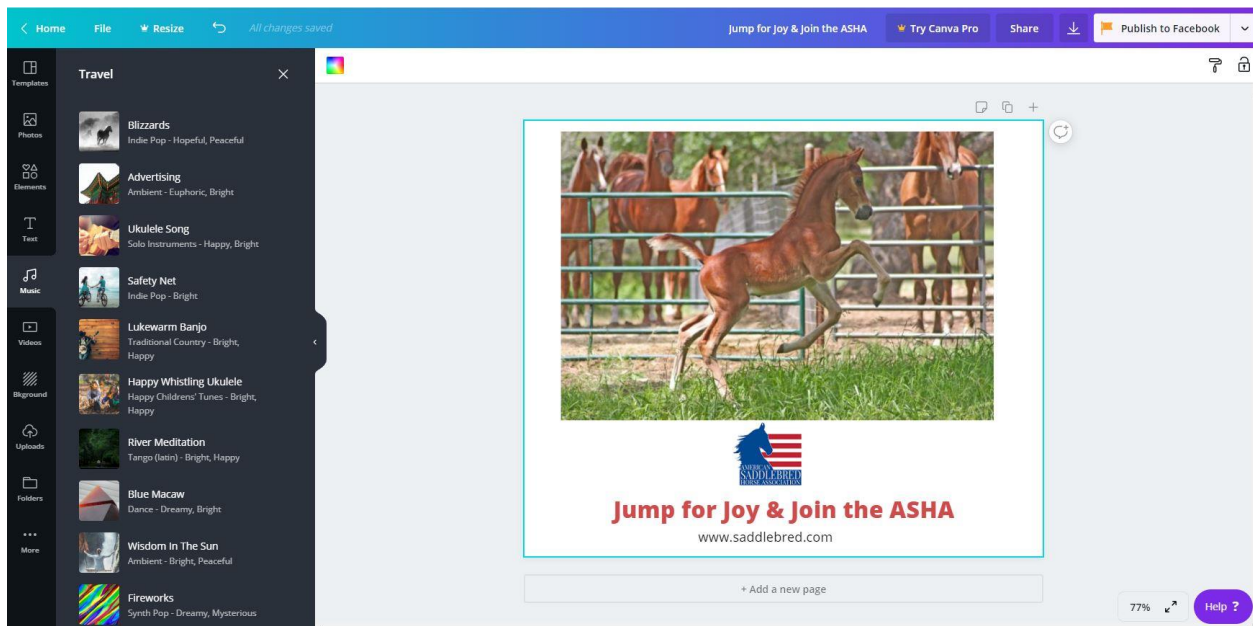 Home File Resize All changes saved Jump for Joy & Join the ASHA Try Canva Pro Share Publish to Facebook
Templates
Photos
Elements
Text
Music
Videos
Bkground
Uploads
Folders
More
Travel
Blizzards
Indie Pop - Hopeful, Peaceful
Advertising
Ambient - Euphoric, Bright
Ukulele Song
Solo Instruments - Happy, Bright
Safety Net
Indie Pop - Bright
Lukewarm Banjo
Traditional Country - Bright,
Happy
Happy Whistling Ukulele
Happy Childrens' Tunes - Bright,
Happy
River Meditation
Tango (latin) - Bright, Happy
Blue Macaw
Dance - Dreamy, Bright
Wisdom In The Sun
Ambient - Bright, Peaceful
Fireworks
Synth Pop - Dreamy, Mysterious
AMERICAN
SADDLEBRED
HORSE ASSOCIATION
Jump for Joy & Join the ASHA
www.saddlebred.com
+ Add a new page
77% Help ?